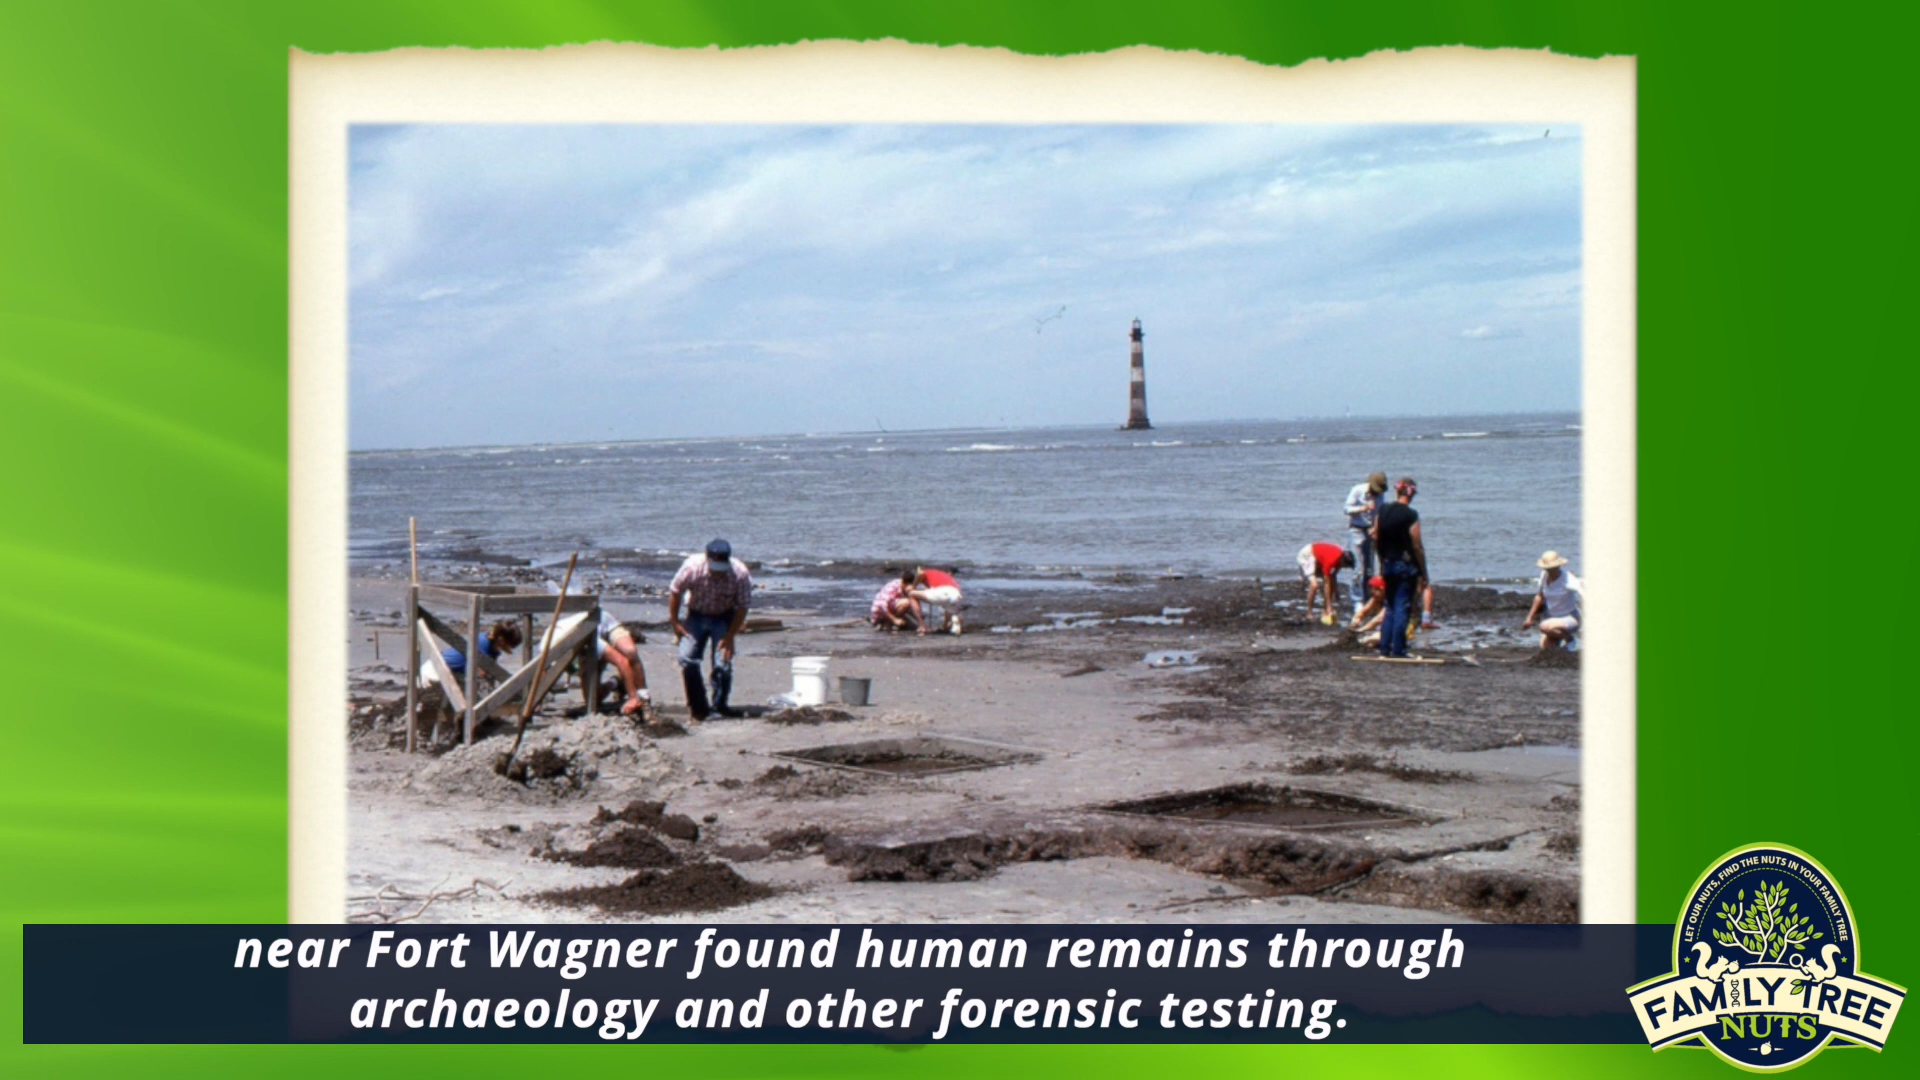 near Fort Wagner found human remains through
archaeology and other forensic testing.
LET OUR NUTS, FIND THE NUTS IN YOUR FAMILY TREE
FAMILY TREE
NUTS